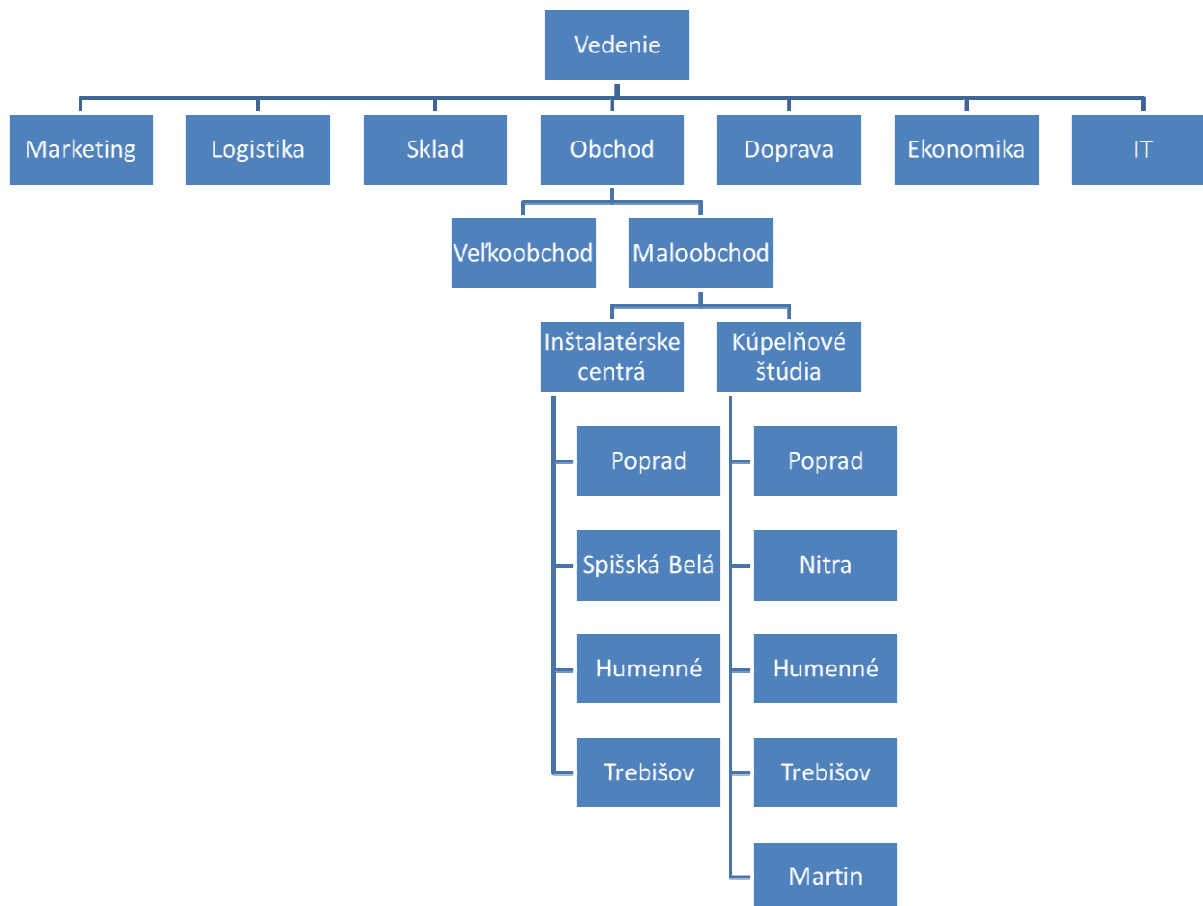 Vedenie
Marketing
Logistika
Sklad
Obchod
Doprava
Ekonomika
IT
Veľkoobchod
Maloobchod
Inštalatérske
centrá
Kúpelňové
štúdia
Poprad
Poprad
Spišská Belá
Nitra
Humenné
Humenné
Trebišov
Trebišov
Martin